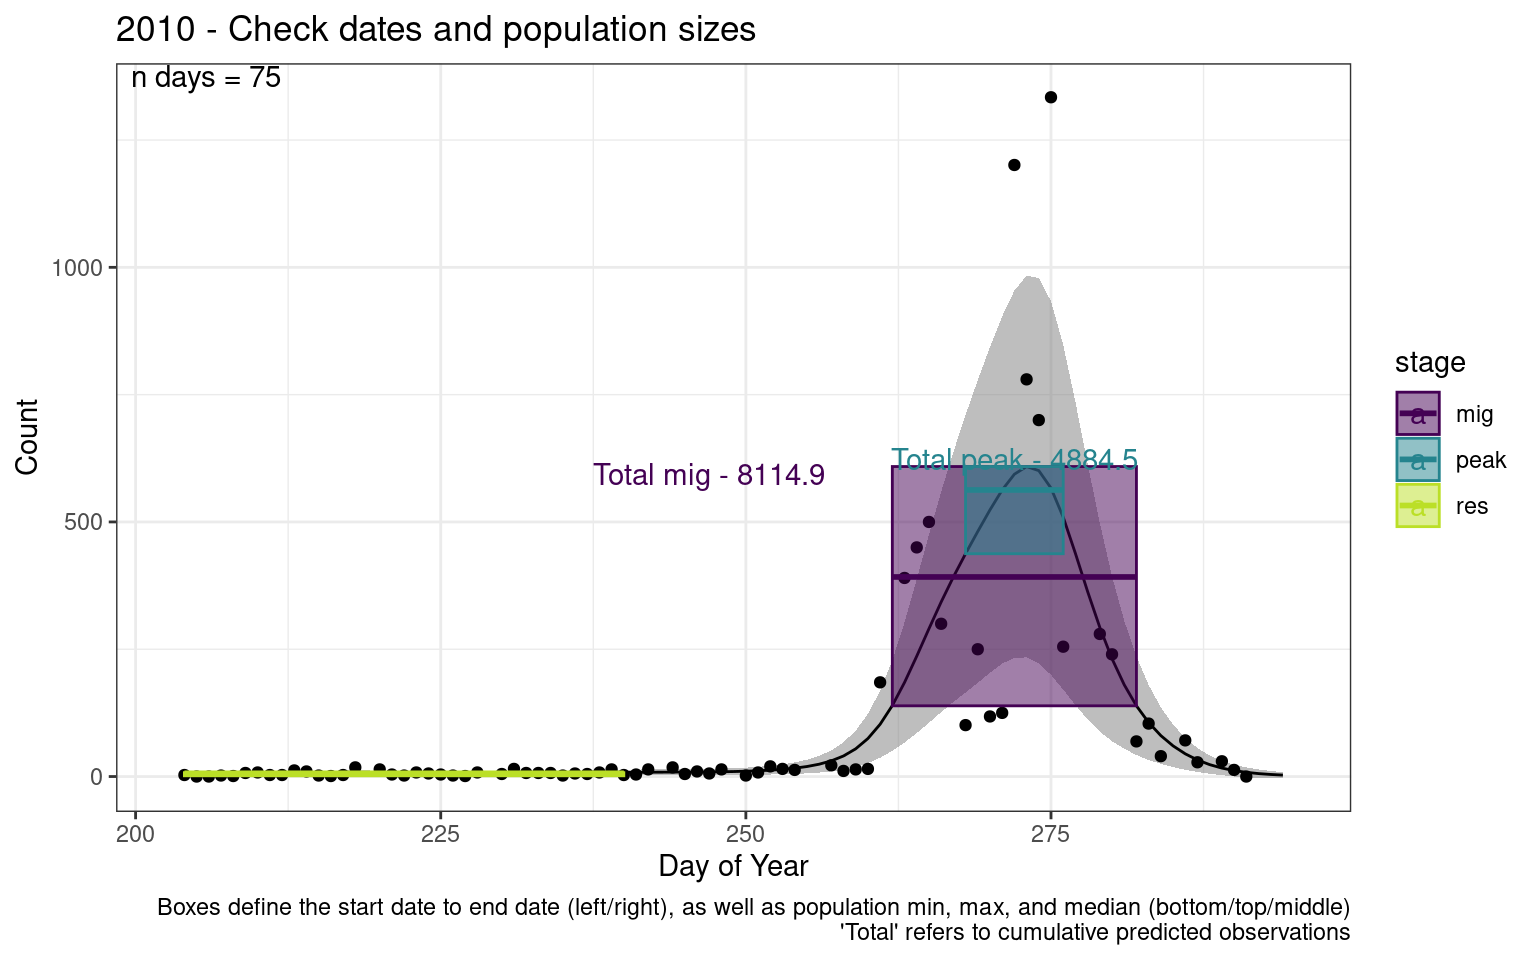 2010 - Check dates and population sizes
n days = 75
1000
500
0
Count
Total mig - 8114.9
Total peak - 4884.5
200
225
250
275
Day of Year
stage
a mig
a peak
a res
Boxes define the start date to end date (left/right), as well as population min, max, and median (bottom/top/middle)
'Total' refers to cumulative predicted observations